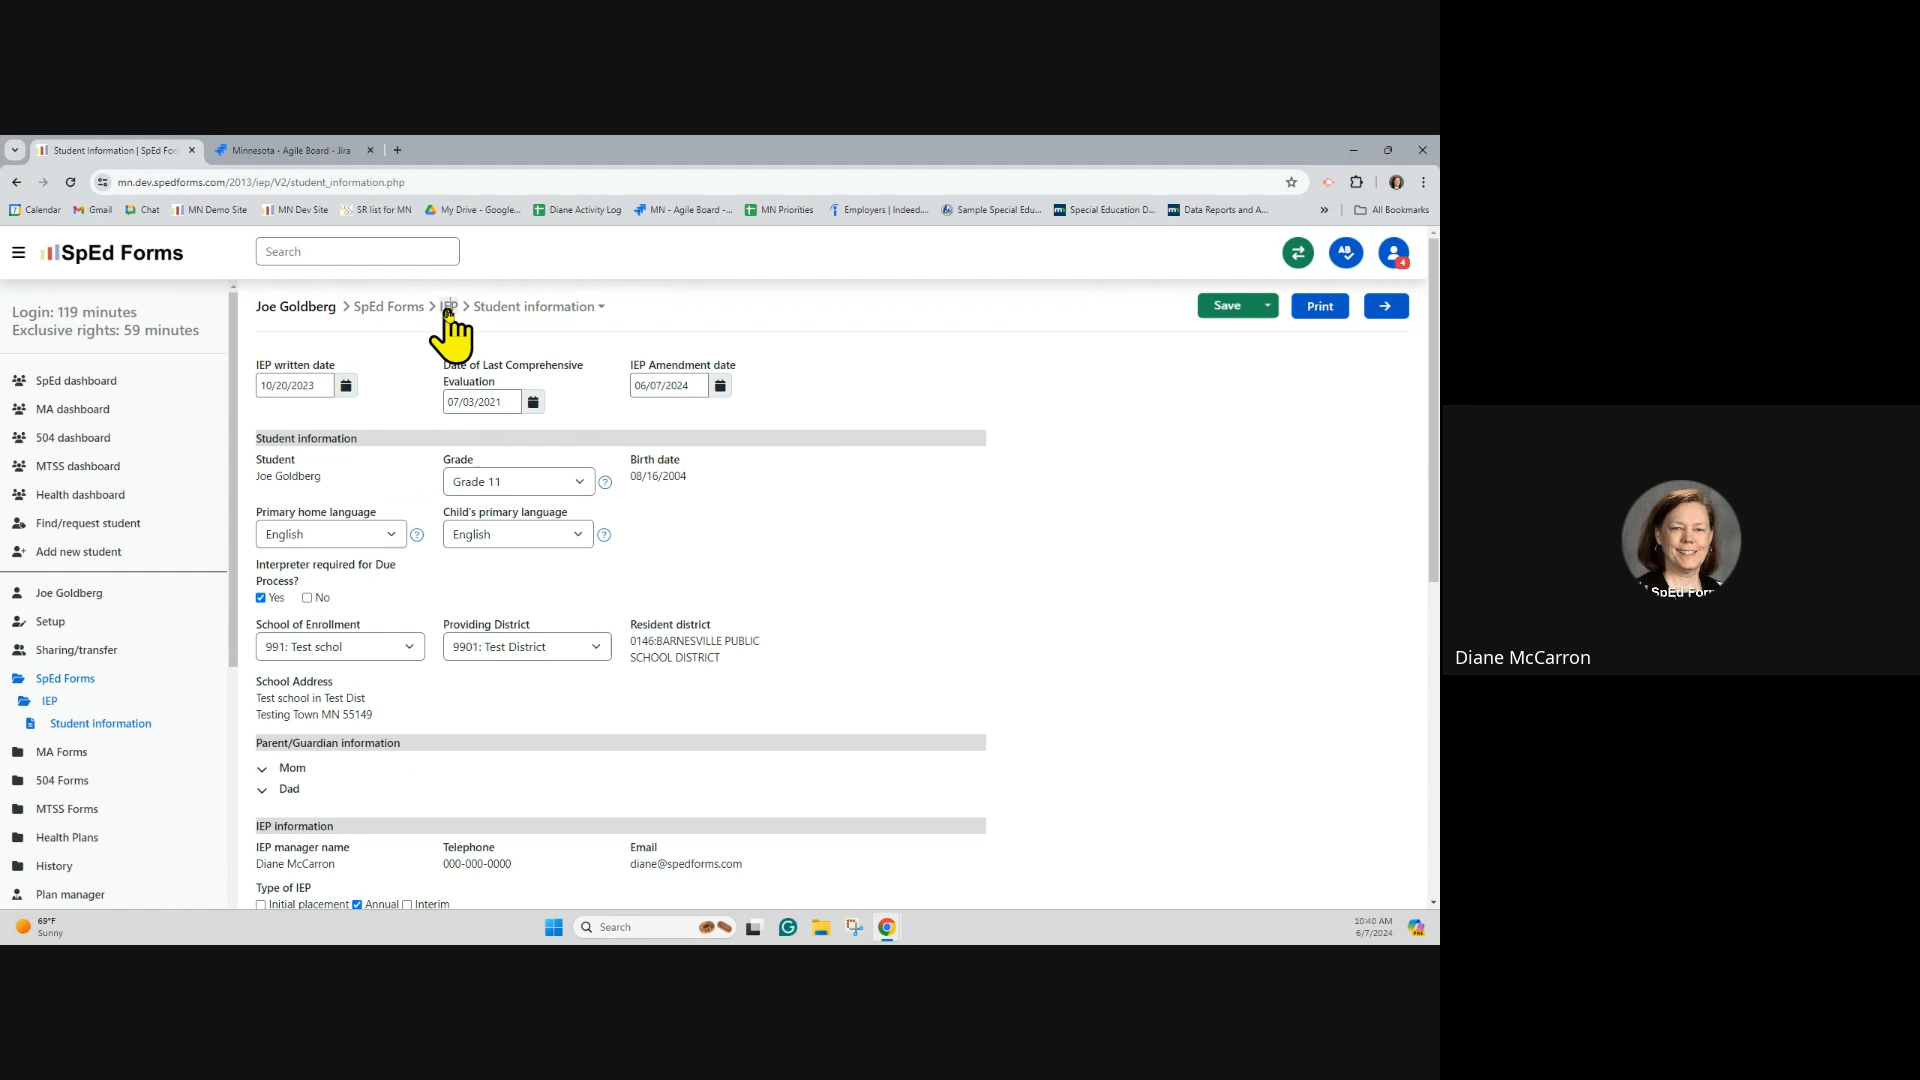 Student Information | SpEd For
Minnesota - Agile Board - Jira
mn.dev.spedforms.com/2013/iep/V2/student_information.php
Calendar
Gmail
Chat
MN Demo Site
MN Dev Site
SR list for MN
My Drive - Google...
Diane Activity Log
MN - Agile Board -...
MN Priorities
Employers | Indeed....
Sample Special Edu...
Special Education D...
Data Reports and A...
All Bookmarks
SpEd Forms
Search
AB
4
Login: 119 minutes
Exclusive rights: 59 minutes
SpEd dashboard
MA dashboard
504 dashboard
MTSS dashboard
Health dashboard
Find/request student
Add new student
Joe Goldberg
Setup
Sharing/transfer
SpEd Forms
IEP
Student information
MA Forms
504 Forms
MTSS Forms
Health Plans
History
Plan manager
Joe Goldberg > SpEd Forms > IEP > Student information
Save
Print
IEP written date
10/20/2023
Date of Last Comprehensive
Evaluation
07/03/2021
IEP Amendment date
06/07/2024
Student information
Student
Joe Goldberg
Grade
Grade 11
Birth date
08/16/2004
Primary home language
English
Child's primary language
English
Interpreter required for Due
Process?
Yes No
School of Enrollment
991: Test schol
Providing District
9901: Test District
Resident district
0146:BARNESVILLE PUBLIC
SCHOOL DISTRICT
School Address
Test school in Test Dist
Testing Town MN 55149
Parent/Guardian information
Mom
Dad
IEP information
IEP manager name
Diane McCarron
Telephone
000-000-0000
Email
diane@spedforms.com
Type of IEP
Initial placement Annual Interim
69°F
Sunny
Search
10:40 AM
6/7/2024
SpEd For
Diane McCarron